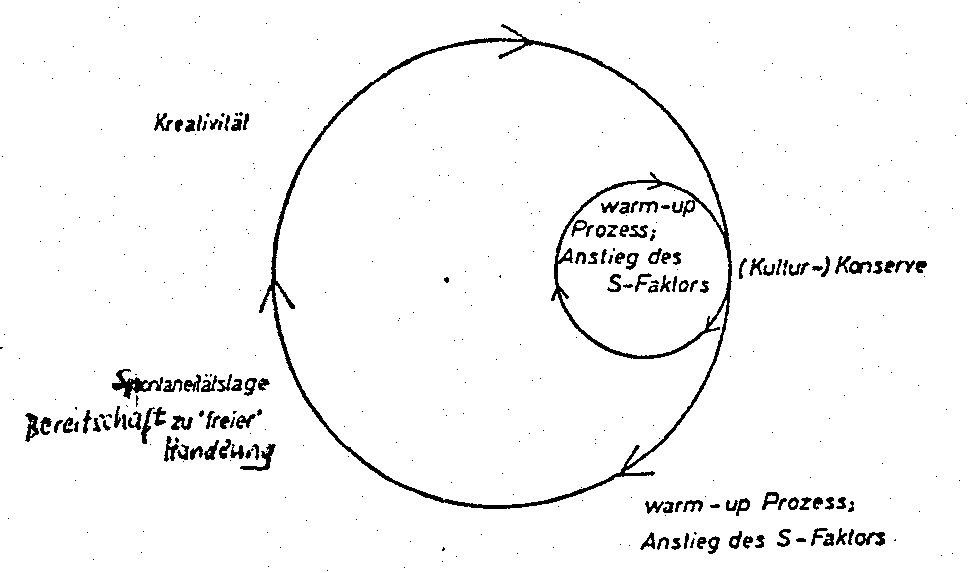 Kreativität
warm-up
Prozess;
Anstieg des
S-Faktors
(Kultur-) Konserve
Spontaneitätslage
Bereitschaft zu "freier"
Handlung
warm-up Prozess;
Anstieg des S-Faktors